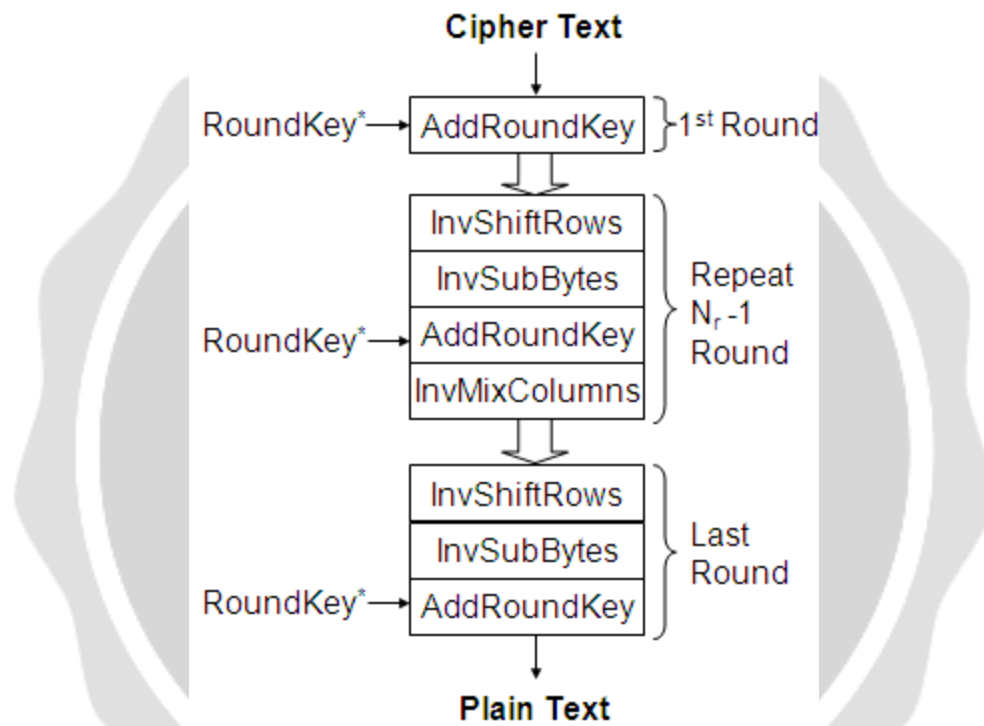 Cipher Text
RoundKey*
AddRoundKey
1st Round
InvShiftRows
InvSubBytes
RoundKey*
AddRoundKey
InvMixColumns
Repeat
Nr -1
Round
InvShiftRows
InvSubBytes
RoundKey*
AddRoundKey
Last
Round
Plain Text